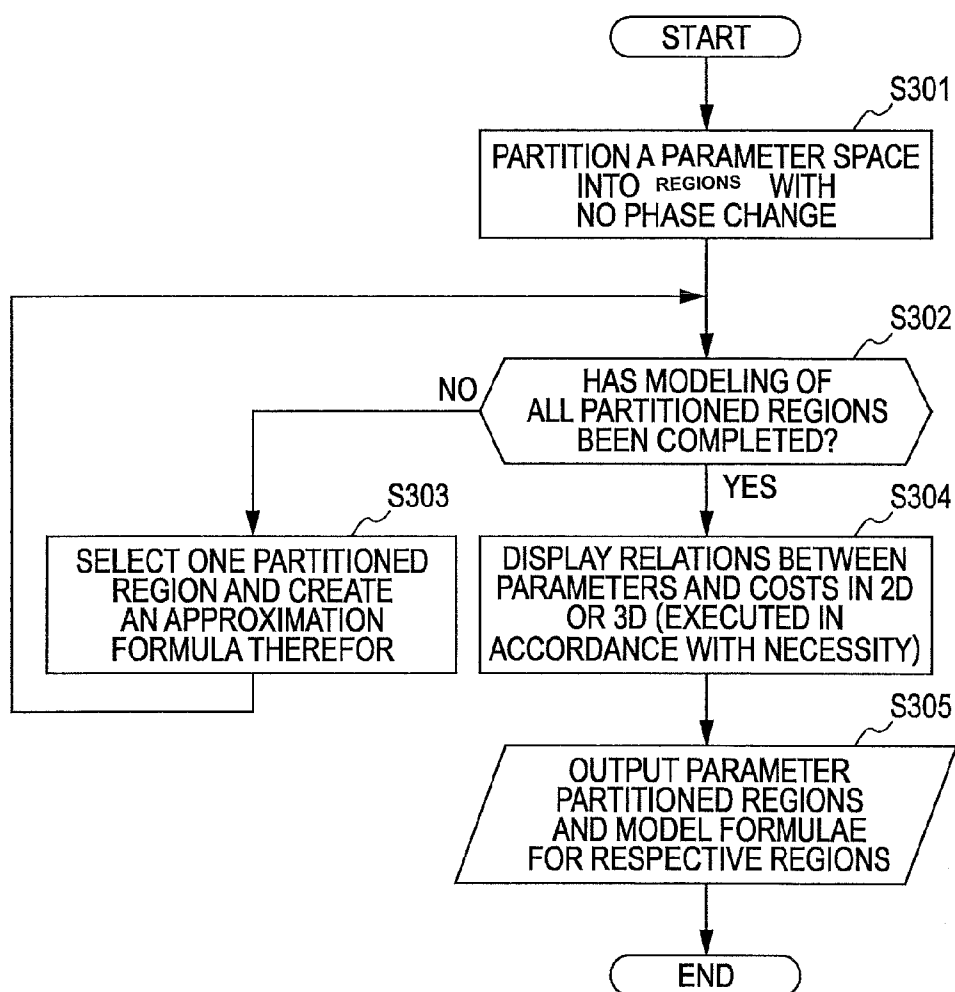 START
S301
PARTITION A PARAMETER SPACE
INTO REGIONS WITH
NO PHASE CHANGE
S302
HAS MODELING OF
ALL PARTITIONED REGIONS
BEEN COMPLETED?
NO
YES
S303
SELECT ONE PARTITIONED
REGION AND CREATE
AN APPROXIMATION
FORMULA THEREFOR
S304
DISPLAY RELATIONS BETWEEN
PARAMETERS AND COSTS IN 2D
OR 3D (EXECUTED IN
ACCORDANCE WITH NECESSITY)
S305
OUTPUT PARAMETER
PARTITIONED REGIONS
AND MODEL FORMULAE
FOR RESPECTIVE REGIONS
END